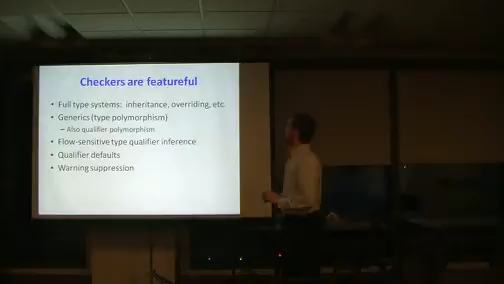 Checkers are featureful
• Full type systems: inheritance, overriding, etc.
• Generics (type polymorphism)
– Also qualifier polymorphism
• Flow-sensitive type qualifier inference
• Qualifier defaults
• Warning suppression